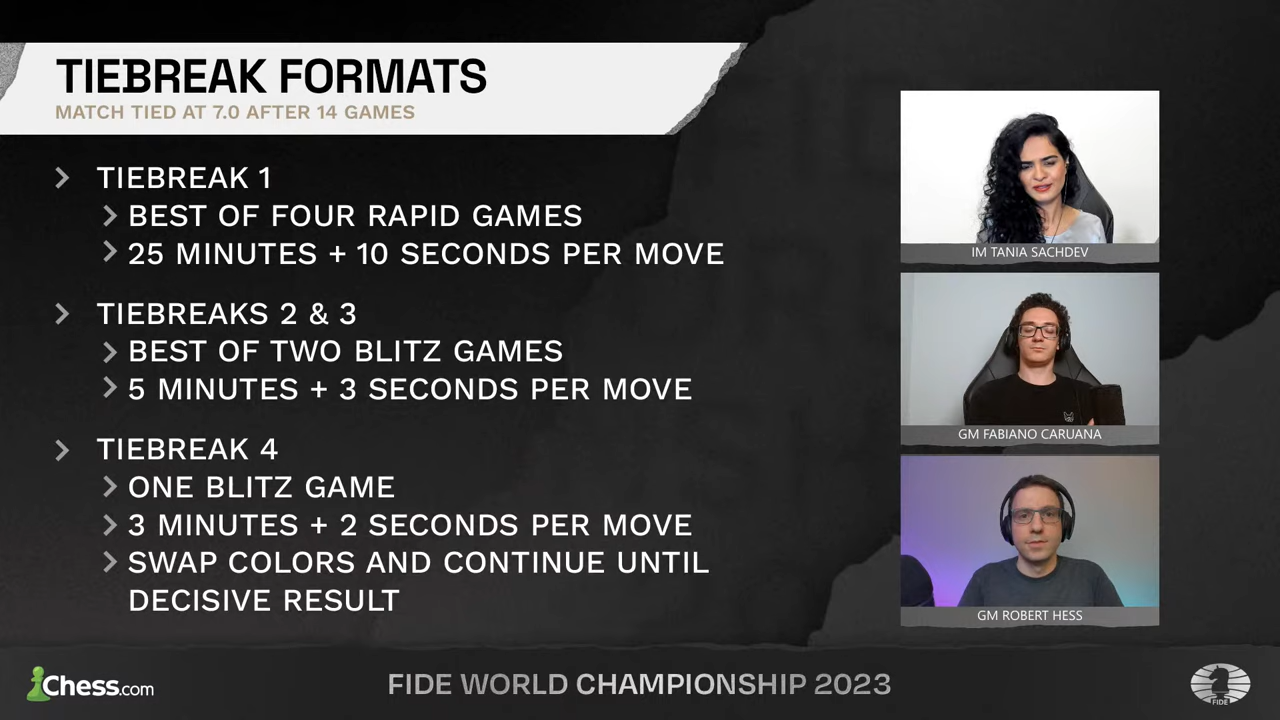 TIEBREAK FORMATS
MATCH TIED AT 7.0 AFTER 14 GAMES
TIEBREAK 1
BEST OF FOUR RAPID GAMES
25 MINUTES + 10 SECONDS PER MOVE
TIEBREAKS 2 & 3
BEST OF TWO BLITZ GAMES
5 MINUTES + 3 SECONDS PER MOVE
TIEBREAK 4
ONE BLITZ GAME
3 MINUTES + 2 SECONDS PER MOVE
SWAP COLORS AND CONTINUE UNTIL
DECISIVE RESULT
IM TANIA SACHDEV
GM FABIANO CARUANA
GM ROBERT HESS
Chess.com
FIDE WORLD CHAMPIONSHIP 2023
FIDE